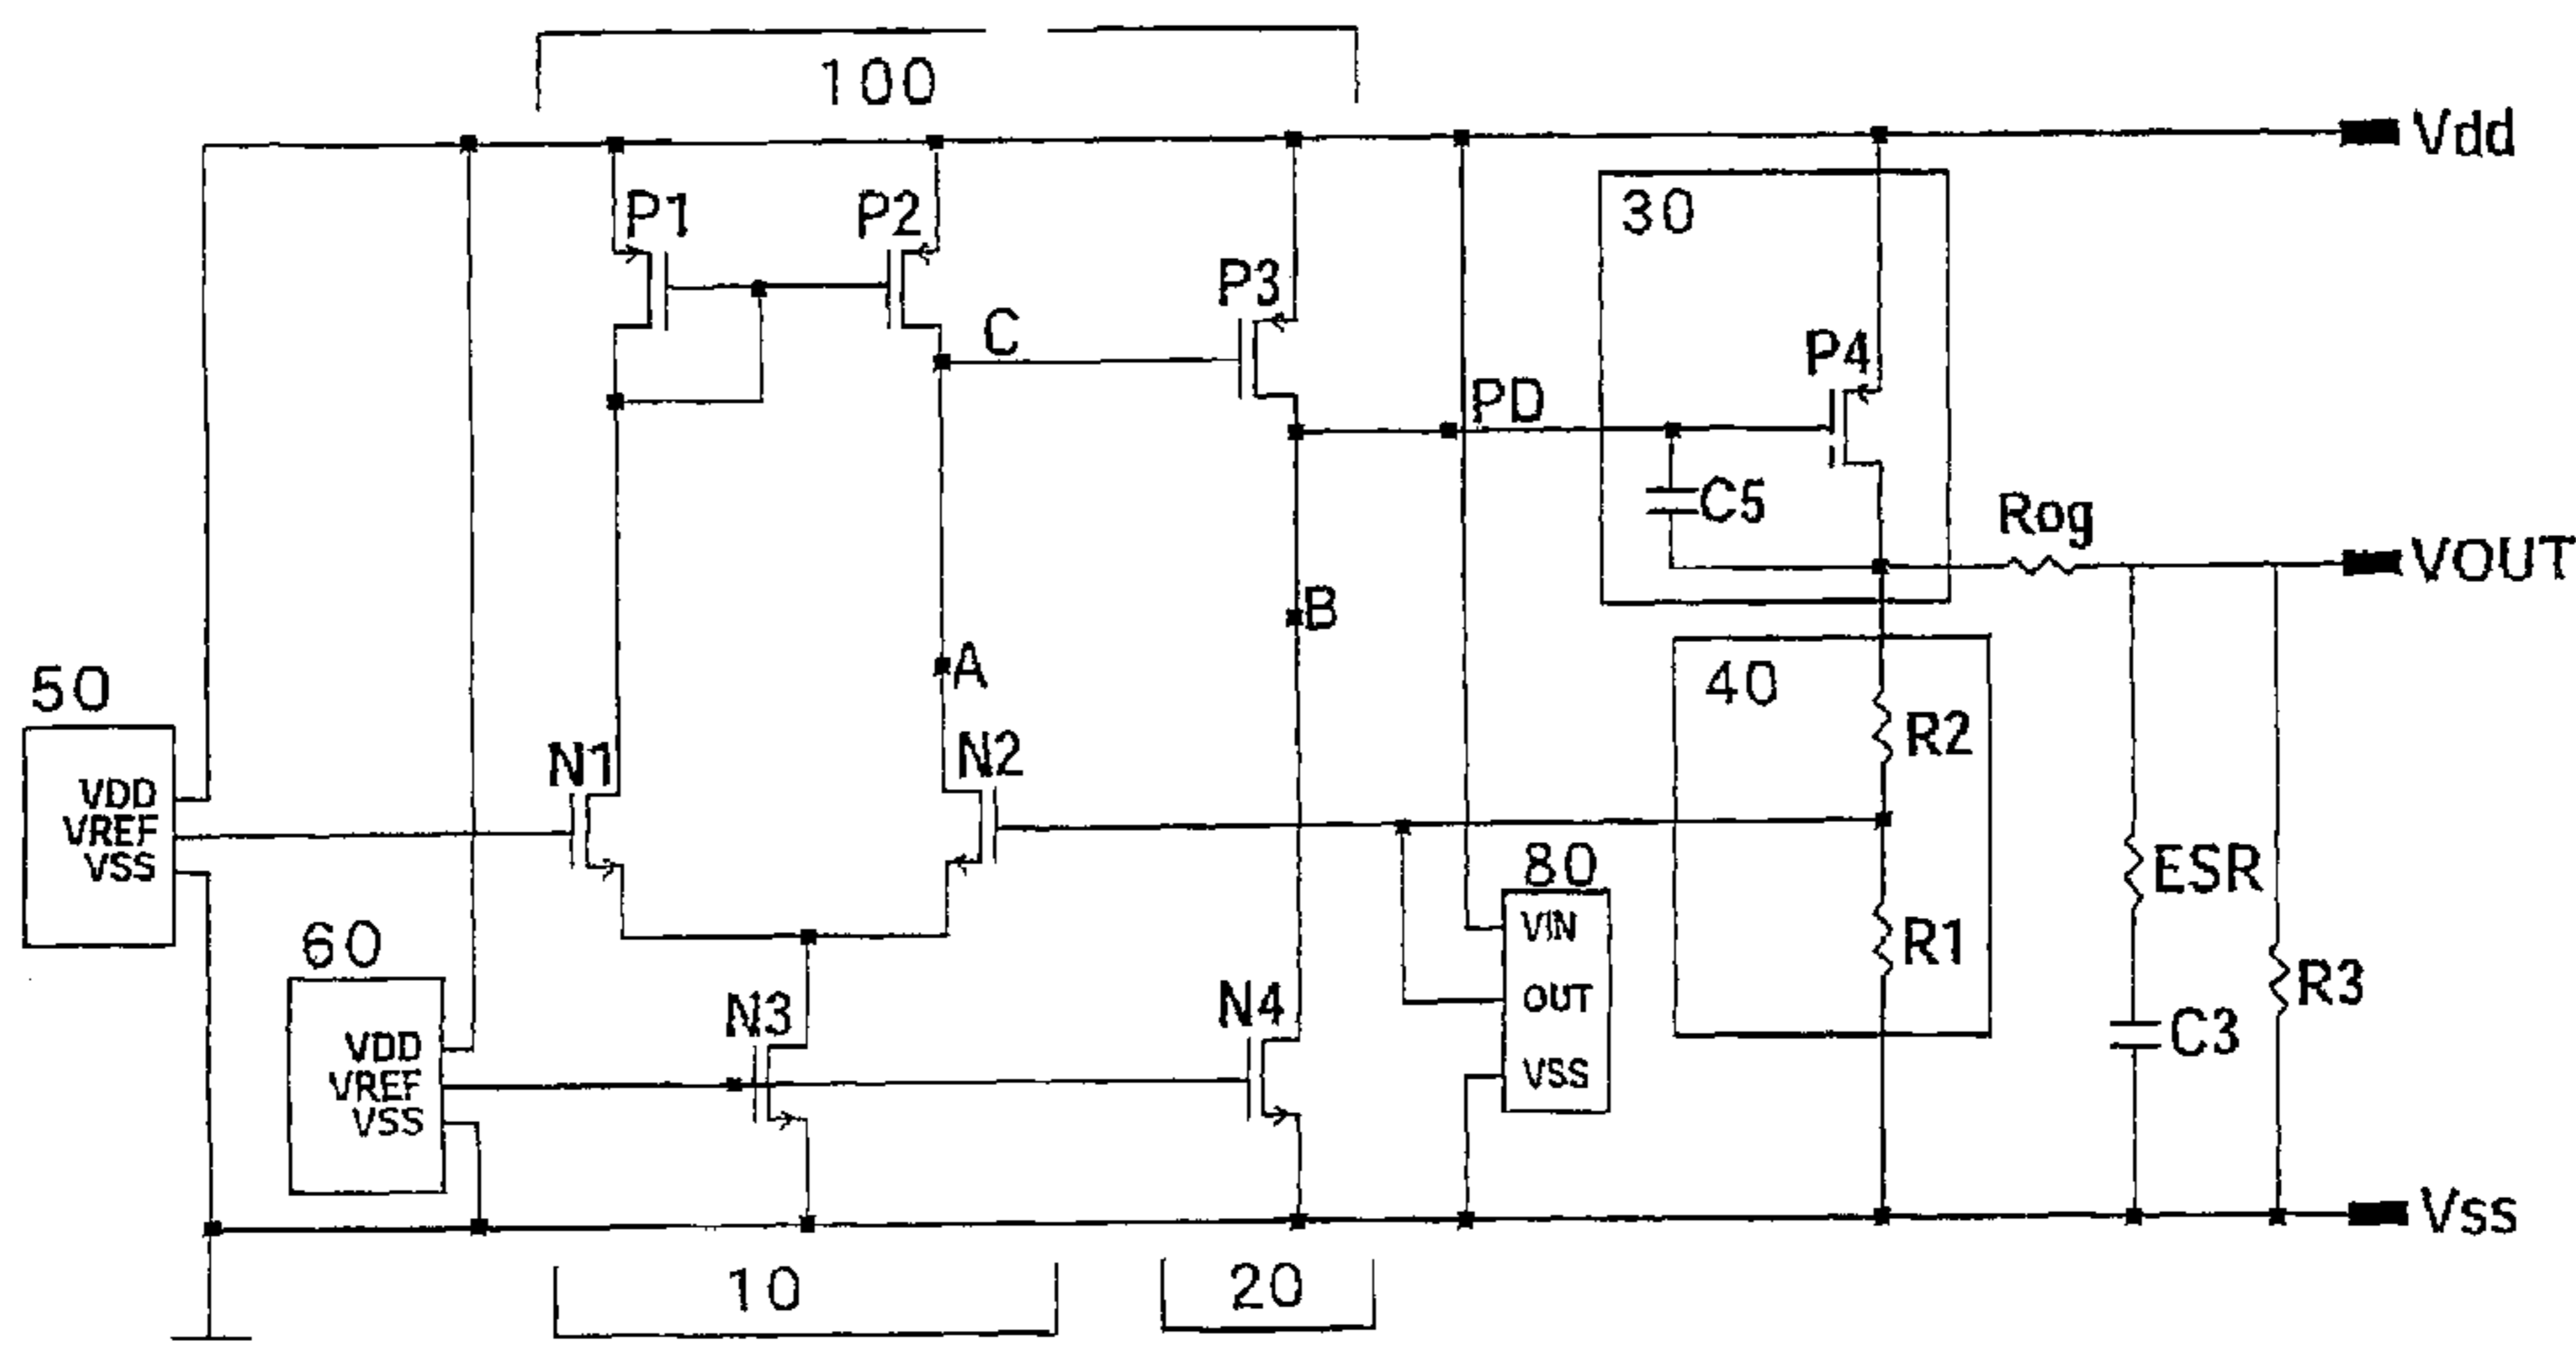 100
Vdd
P1
P2
30
P3
C
P4
PD
C5
Rog
VOUT
B
A
50
40
N1
N2
R2
VDD
VREF
VSS
80
ESR
VIN
R1
60
OUT
R3
N3
N4
C3
VDD
VREF
VSS
VSS
Vss
10
20